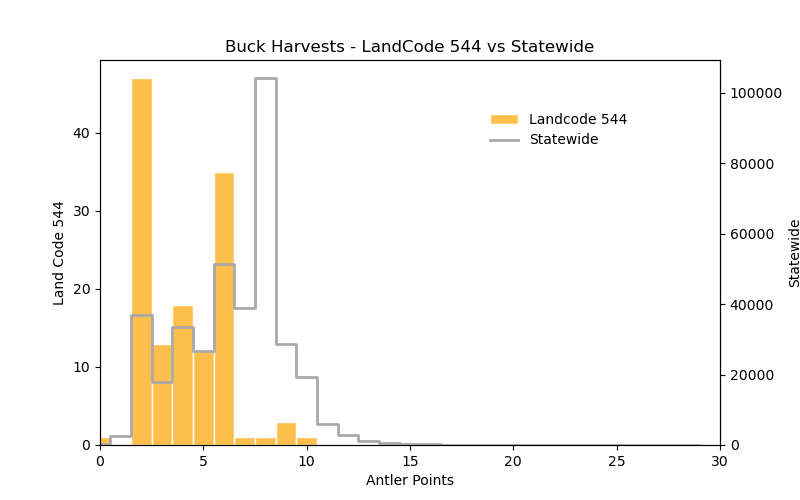 Buck Harvests - LandCode 544 vs Statewide
Landcode 544
Statewide
Land Code 544
40
30
20
10
0
100000
80000
60000
40000
20000
0
Statewide
0 5 10 15 20 25 30
Antler Points